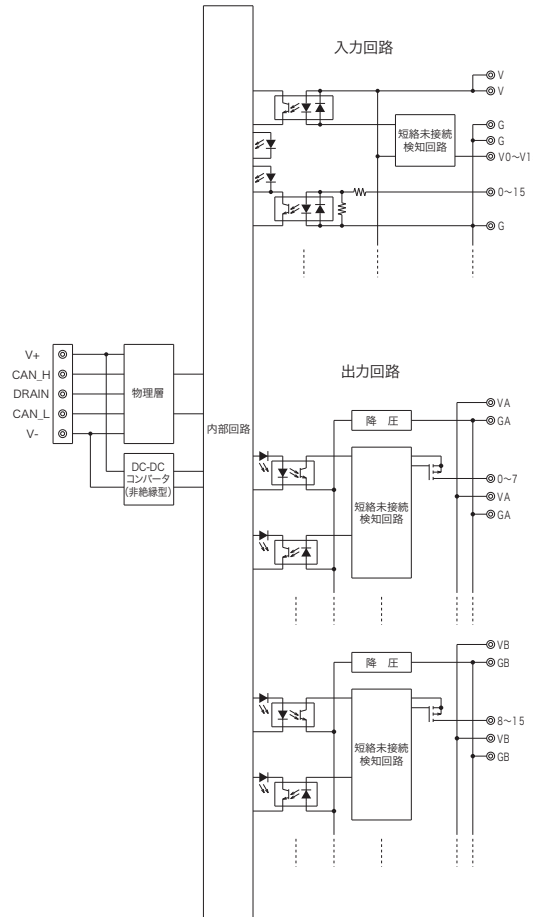 入力回路
V
V
G
短絡未接続
検知回路
G
V0～V1
0～15
G
V+
CAN_H
DRAIN
CAN_L
V-
物理層
DC-DC
コンバータ
(非絶縁型)
内部回路
出力回路
VA
降　圧
GA
短絡未接続
検知回路
0～7
VA
GA
VB
降　圧
GB
短絡未接続
検知回路
8～15
VB
GB